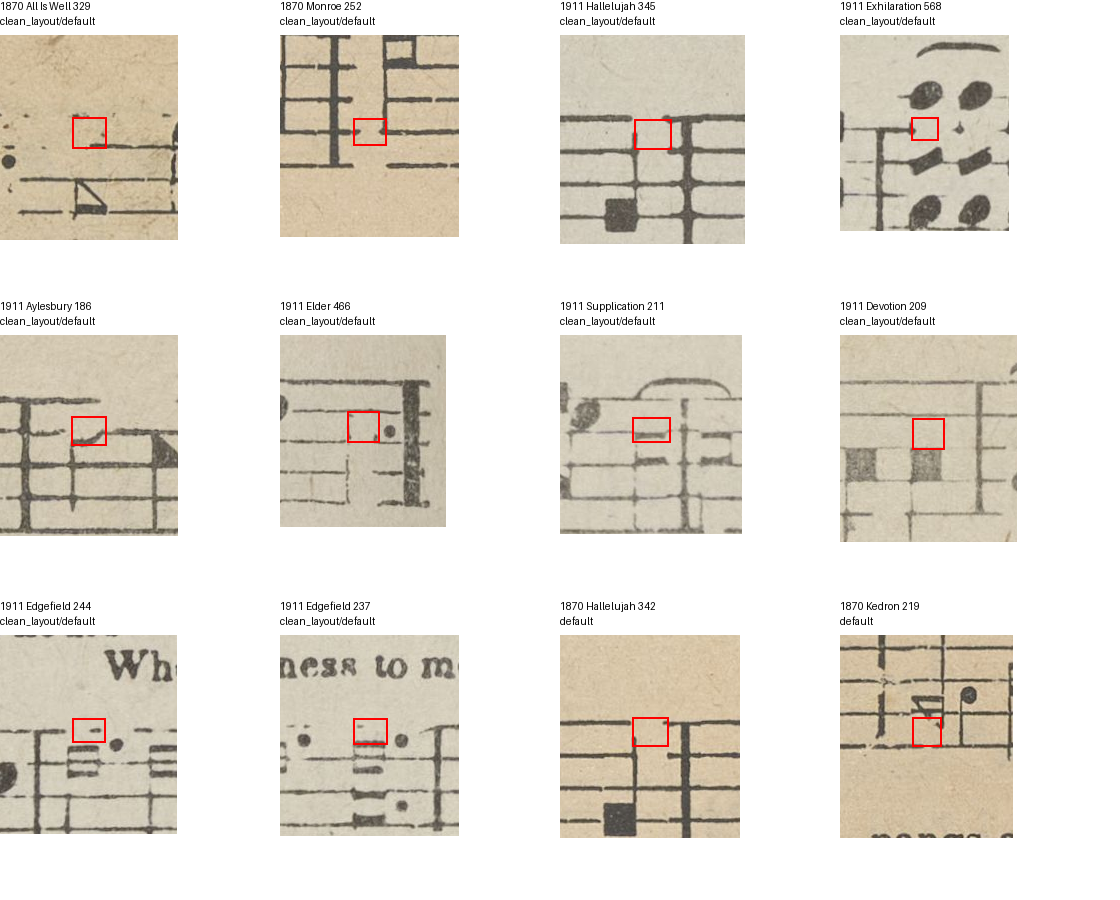 1870 All Is Well 329
clean_layout/default
1870 Monroe 252
clean_layout/default
1911 Hallelujah 345
clean_layout/default
1911 Exhilaration 568
clean_layout/default
1911 Aylesbury 186
clean_layout/default
1911 Elder 466
clean_layout/default
1911 Supplication 211
clean_layout/default
1911 Devotion 209
clean_layout/default
1911 Edgefield 244
clean_layout/default
1911 Edgefield 237
clean_layout/default
1870 Hallelujah 342
default
1870 Kedron 219
default
Wh
ness to m